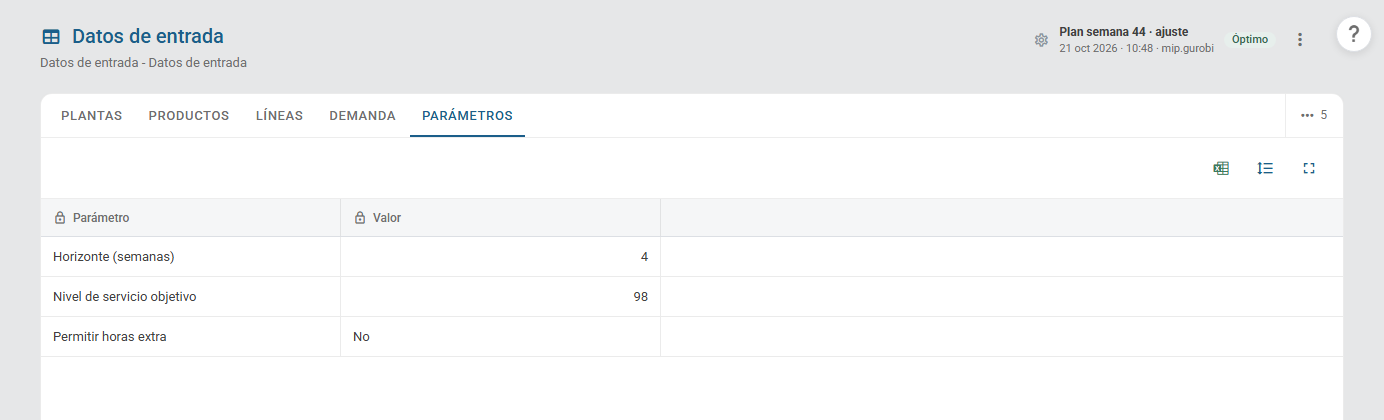 Datos de entrada
Datos de entrada - Datos de entrada
Plan semana 44 · ajuste
21 oct 2026 · 10:48 · mip.gurobi
Óptimo
?
PLANTAS
PRODUCTOS
LÍNEAS
DEMANDA
PARÁMETROS
5
Parámetro
Valor
Horizonte (semanas)
4
Nivel de servicio objetivo
98
Permitir horas extra
No